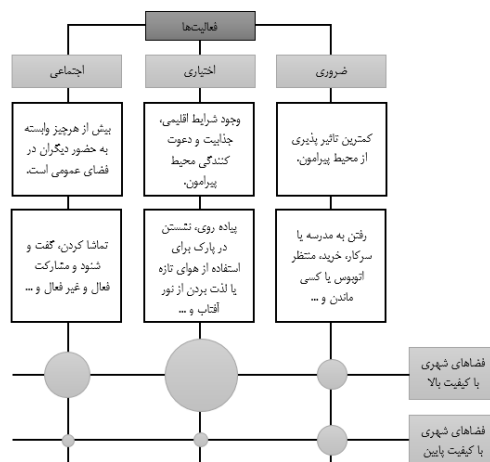 فعالیت‌ها
ضروری
اختیاری
اجتماعی
کمترین تاثیر پذیری
از محیط پیرامون.
وجود شرایط اقلیمی،
جذابیت و دعوت
کنندگی محیط
پیرامون.
بیش از هرچیز وابسته
به حضور دیگران در
فضای عمومی است.
رفتن به مدرسه یا
سرکار، خرید، منتظر
اتوبوس یا کسی
ماندن و ...
پیاده روی، نشستن
در پارک برای
استفاده از هوای تازه
یا لذت بردن از نور
آفتاب و ...
تماشا کردن، گفت و
شنود و مشارکت
فعال و غیر فعال و ...
فضاهای شهری
با کیفیت بالا
فضاهای شهری
با کیفیت پایین